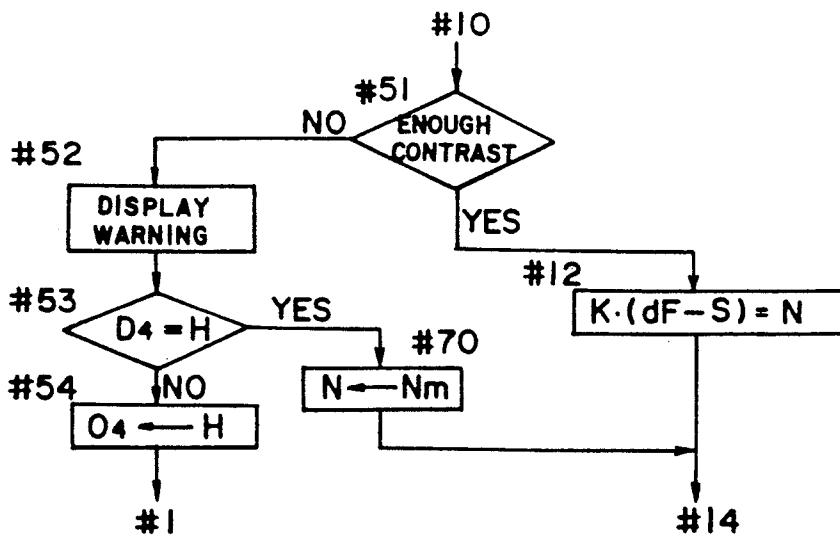 #10
#51
ENOUGH
CONTRAST
NO
#52
DISPLAY
WARNING
YES
#12
K·(dF-S)=N
#53
D4=H
YES
#70
N←Nm
NO
#54
O4←H
#1
#14